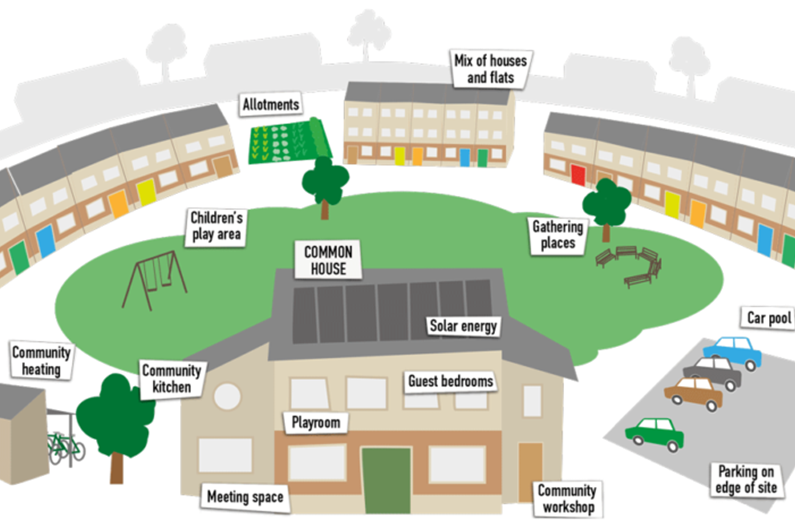 Mix of houses
and flats
Allotments
Children's
play area
Gathering
places
COMMON
HOUSE
Car pool
Solar energy
Community
heating
Community
kitchen
Guest bedrooms
Playroom
Parking on
edge of site
Meeting space
Community
workshop